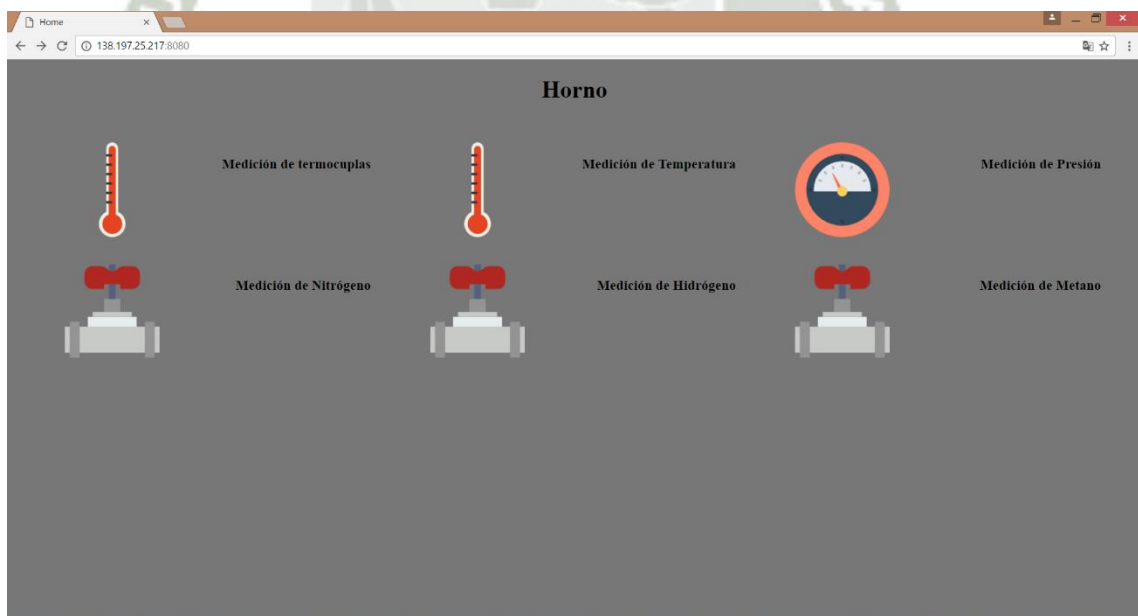 Home
138.197.25.217:8080
Horno
Medición de termocuplas
Medición de Temperatura
Medición de Presión
Medición de Nitrógeno
Medición de Hidrógeno
Medición de Metano